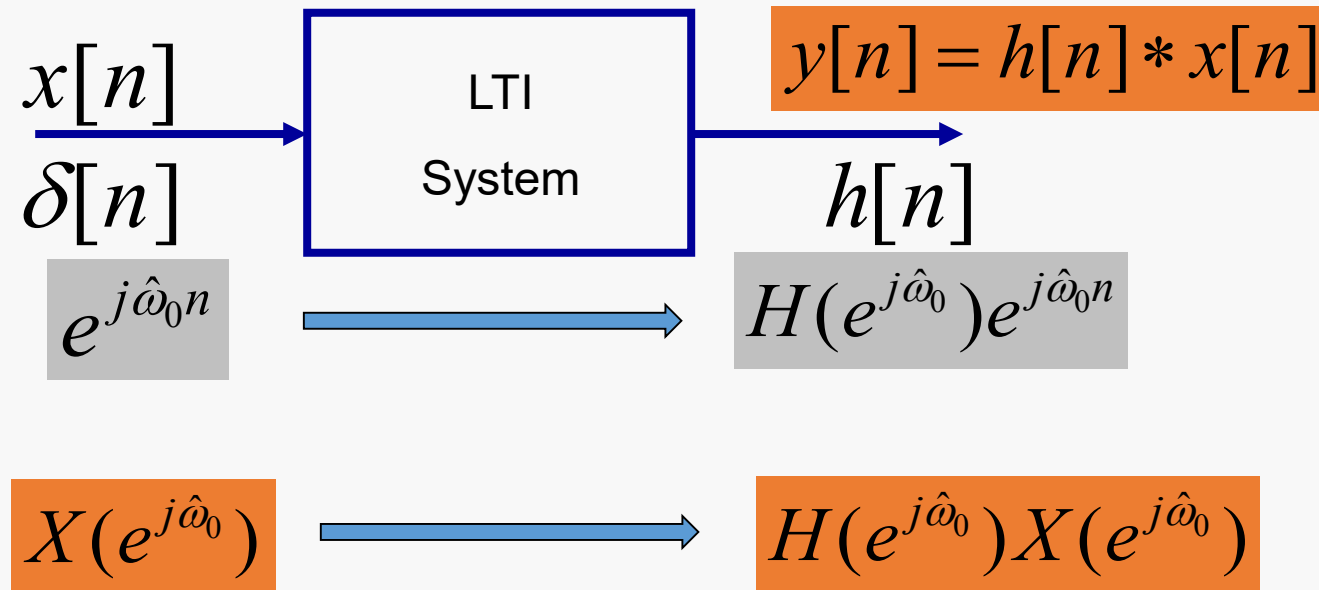 x[n]
δ[n]
LTI
System
y[n] = h[n] * x[n]
h[n]
e^{jω̂₀n}
H(e^{jω̂₀})e^{jω̂₀n}
X(e^{jω̂₀})
H(e^{jω̂₀})X(e^{jω̂₀})